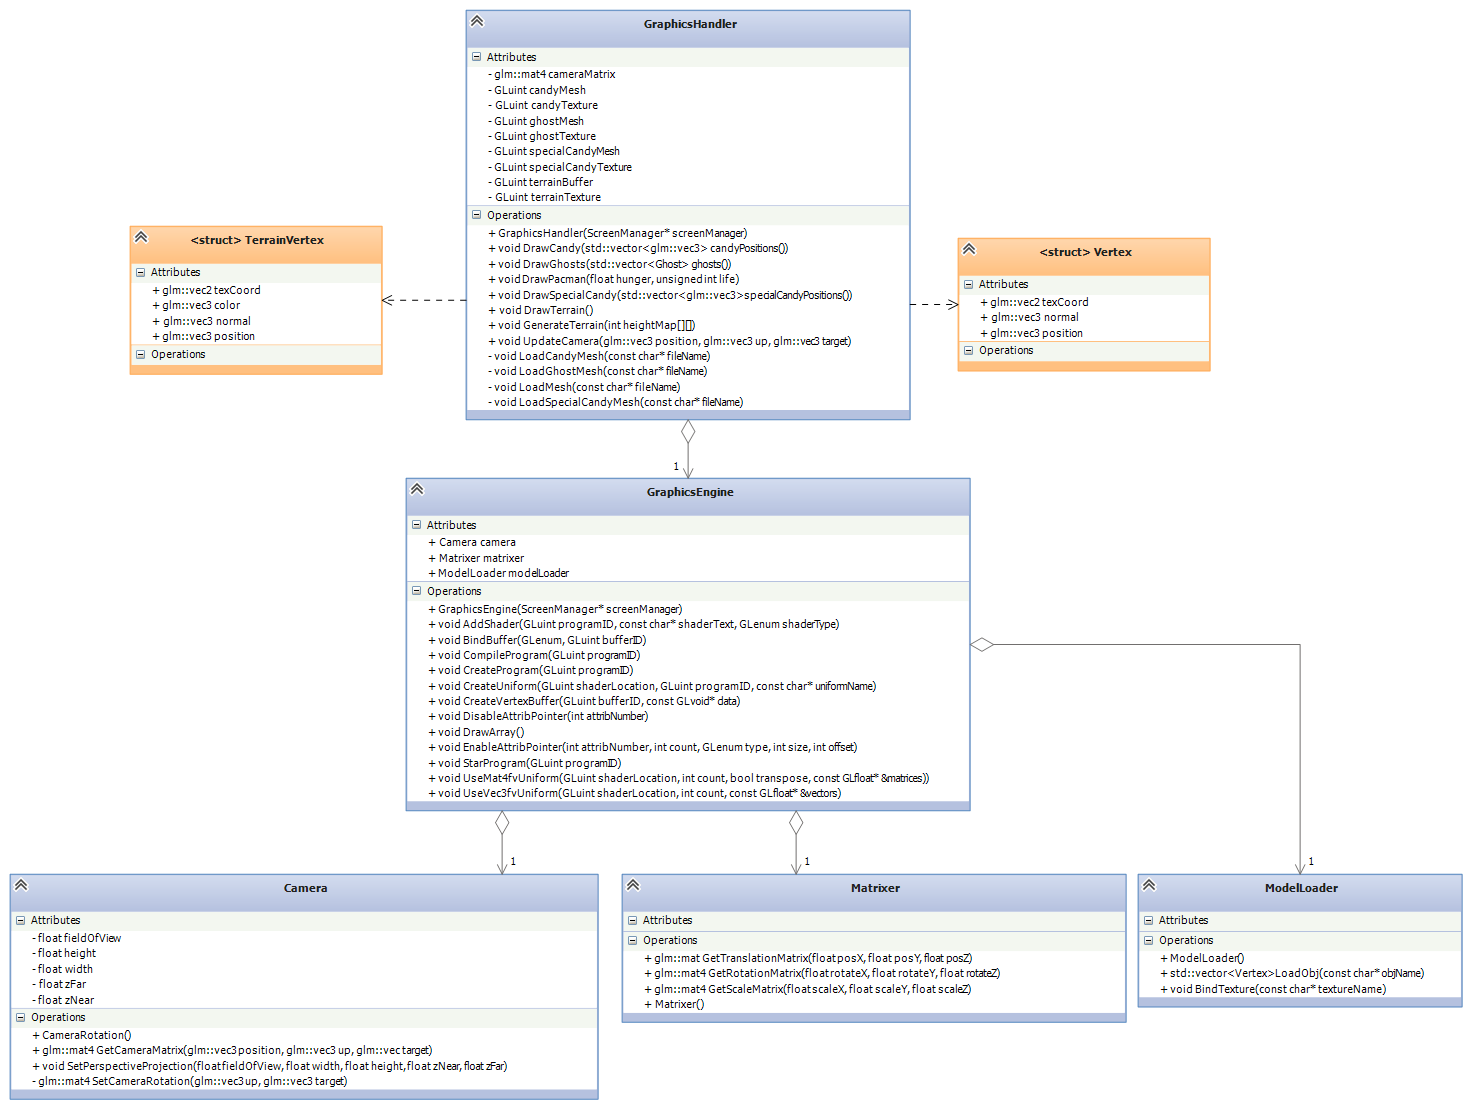 GraphicsHandler
Attributes
- glm::mat4 cameraMatrix
- GLuint candyMesh
- GLuint candyTexture
- GLuint ghostMesh
- GLuint ghostTexture
- GLuint specialCandyMesh
- GLuint specialCandyTexture
- GLuint terrainBuffer
- GLuint terrainTexture
Operations
+ GraphicsHandler(ScreenManager* screenManager)
+ void DrawCandy(std::vector<glm::vec3> candyPositions())
+ void DrawGhosts(std::vector<Ghost> ghosts())
+ void DrawPacman(float hunger, unsigned int life)
+ void DrawSpecialCandy(std::vector<glm::vec3>specialCandyPositions())
+ void DrawTerrain()
+ void GenerateTerrain(int heightMap[][])
+ void UpdateCamera(glm::vec3 position, glm::vec3 up, glm::vec3 target)
- void LoadCandyMesh(const char* fileName)
- void LoadGhostMesh(const char* fileName)
- void LoadMesh(const char* fileName)
- void LoadSpecialCandyMesh(const char* fileName)
<struct> TerrainVertex
Attributes
+ glm::vec2 texCoord
+ glm::vec3 color
+ glm::vec3 normal
+ glm::vec3 position
Operations
<struct> Vertex
Attributes
+ glm::vec2 texCoord
+ glm::vec3 normal
+ glm::vec3 position
Operations
1
GraphicsEngine
Attributes
+ Camera camera
+ Matrixer matrixer
+ ModelLoader modelLoader
Operations
+ GraphicsEngine(ScreenManager* screenManager)
+ void AddShader(GLuint programID, const char* shaderText, GLenum shaderType)
+ void BindBuffer(GLenum, GLuint bufferID)
+ void CompileProgram(GLuint programID)
+ void CreateProgram(GLuint programID)
+ void CreateUniform(GLuint shaderLocation, GLuint programID, const char* uniformName)
+ void CreateVertexBuffer(GLuint bufferID, const GLvoid* data)
+ void DisableAttribPointer(int attribNumber)
+ void DrawArray()
+ void EnableAttribPointer(int attribNumber, int count, GLenum type, int size, int offset)
+ void StarProgram(GLuint programID)
+ void UseMat4fvUniform(GLuint shaderLocation, int count, bool transpose, const GLfloat* &matrices))
+ void UseVec3fvUniform(GLuint shaderLocation, int count, const GLfloat* &vectors)
1
1
1
Camera
Attributes
- float fieldOfView
- float height
- float width
- float zFar
- float zNear
Operations
+ CameraRotation()
+ glm::mat4 GetCameraMatrix(glm::vec3 position, glm::vec3 up, glm::vec target)
+ void SetPerspectiveProjection(float fieldOfView, float width, float height, float zNear, float zFar)
- glm::mat4 SetCameraRotation(glm::vec3 up, glm::vec3 target)
Matrixer
Attributes
Operations
+ glm::mat GetTranslationMatrix(float posX, float posY, float posZ)
+ glm::mat4 GetRotationMatrix(float rotateX, float rotateY, float rotateZ)
+ glm::mat4 GetScaleMatrix(float scaleX, float scaleY, float scaleZ)
+ Matrixer()
ModelLoader
Attributes
Operations
+ ModelLoader()
+ std::vector<Vertex>LoadObj(const char* objName)
+ void BindTexture(const char* textureName)